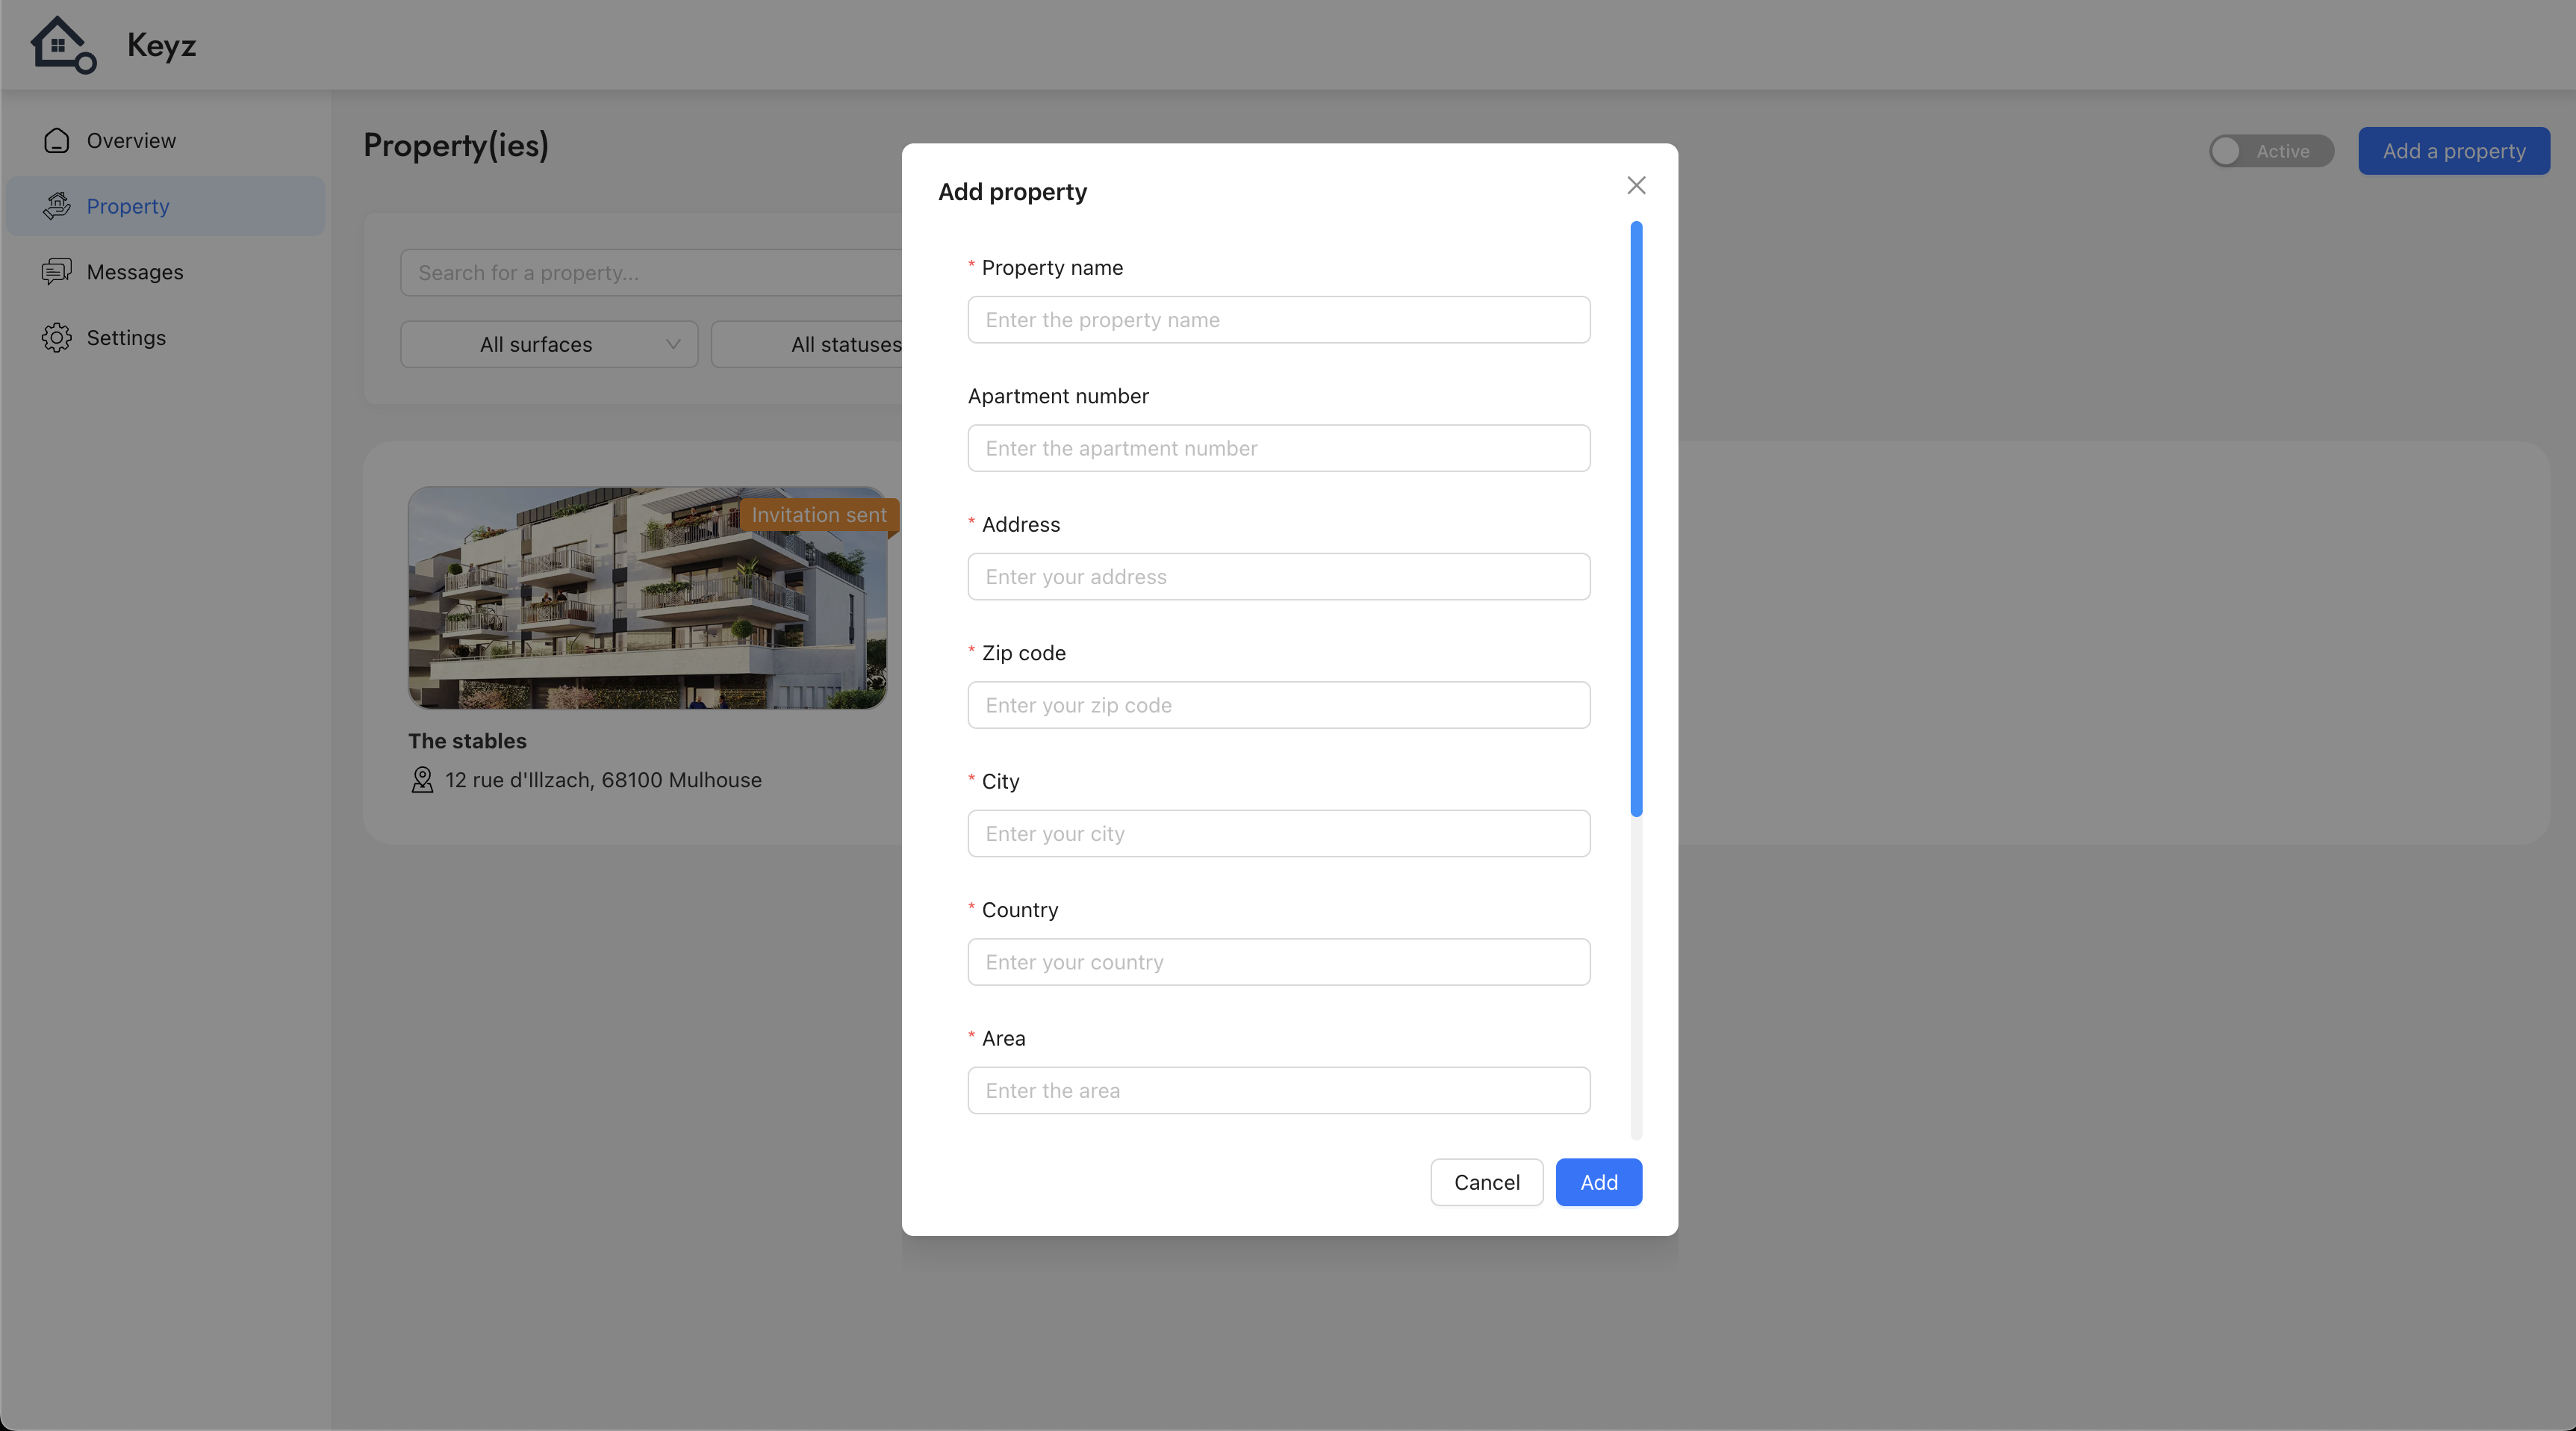 Keyz
Overview
Property
Messages
Settings
Property(ies)
Active
Add a property
Search for a property...
All surfaces
All statuses
Invitation sent
The stables
12 rue d'Illzach, 68100 Mulhouse
Add property
* Property name
Enter the property name
Apartment number
Enter the apartment number
* Address
Enter your address
* Zip code
Enter your zip code
* City
Enter your city
* Country
Enter your country
* Area
Enter the area
Cancel
Add